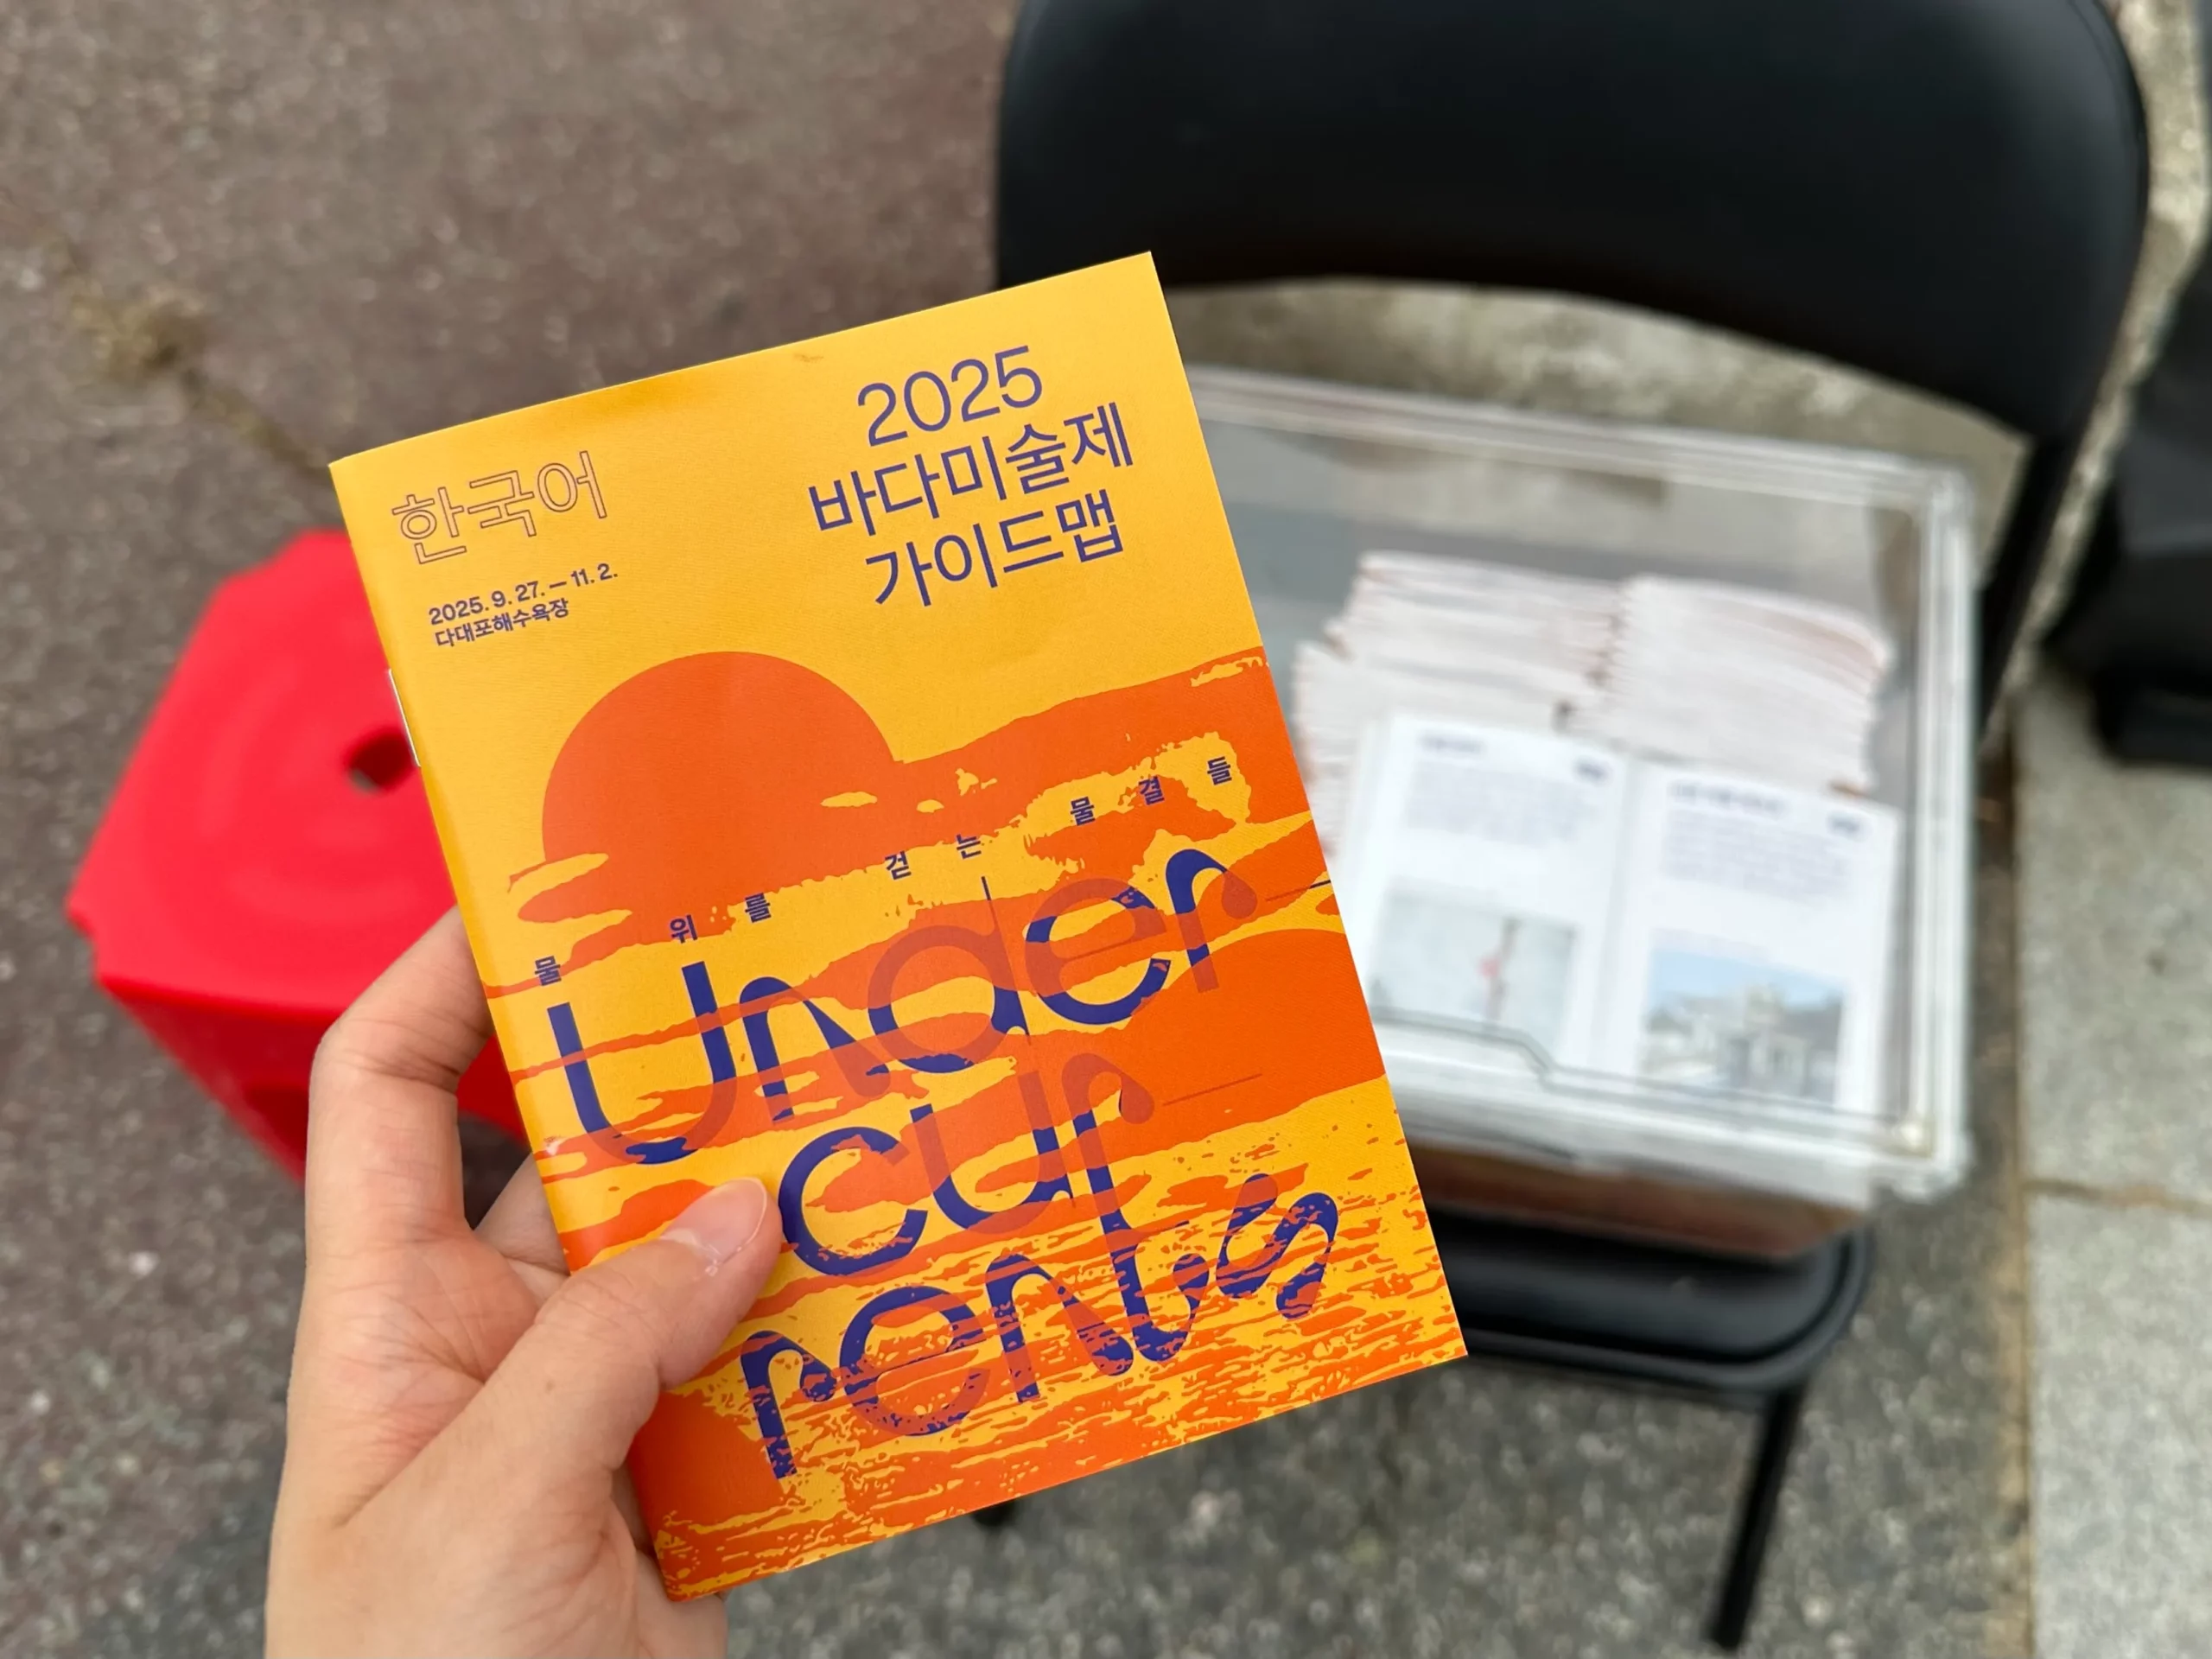 한국어
2025. 9. 27. – 11. 2.
다대포해수욕장
2025
바다미술제
가이드맵
물 위를 걷는 물결들
Under
cur
rents